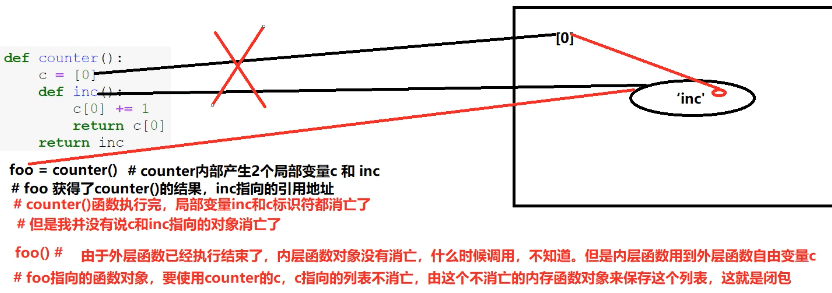 def counter():
    c = [0]
    def inc():
        c[0] += 1
        return c[0]
    return inc
[0]
‘inc'
foo = counter()  # counter内部产生2个局部变量c 和 inc
# foo 获得了counter()的结果，inc指向的引用地址
# counter()函数执行完，局部变量inc和c标识符都消亡了
# 但是我并没有说c和inc指向的对象消亡了
foo() #    由于外层函数已经执行结束了，内层函数对象没有消亡，什么时候调用，不知道。但是内层函数用到外层函数自由变量c
# foo指向的函数对象，要使用counter的c，c指向的列表不消亡，由这个不消亡的内存函数对象来保存这个列表，这就是闭包